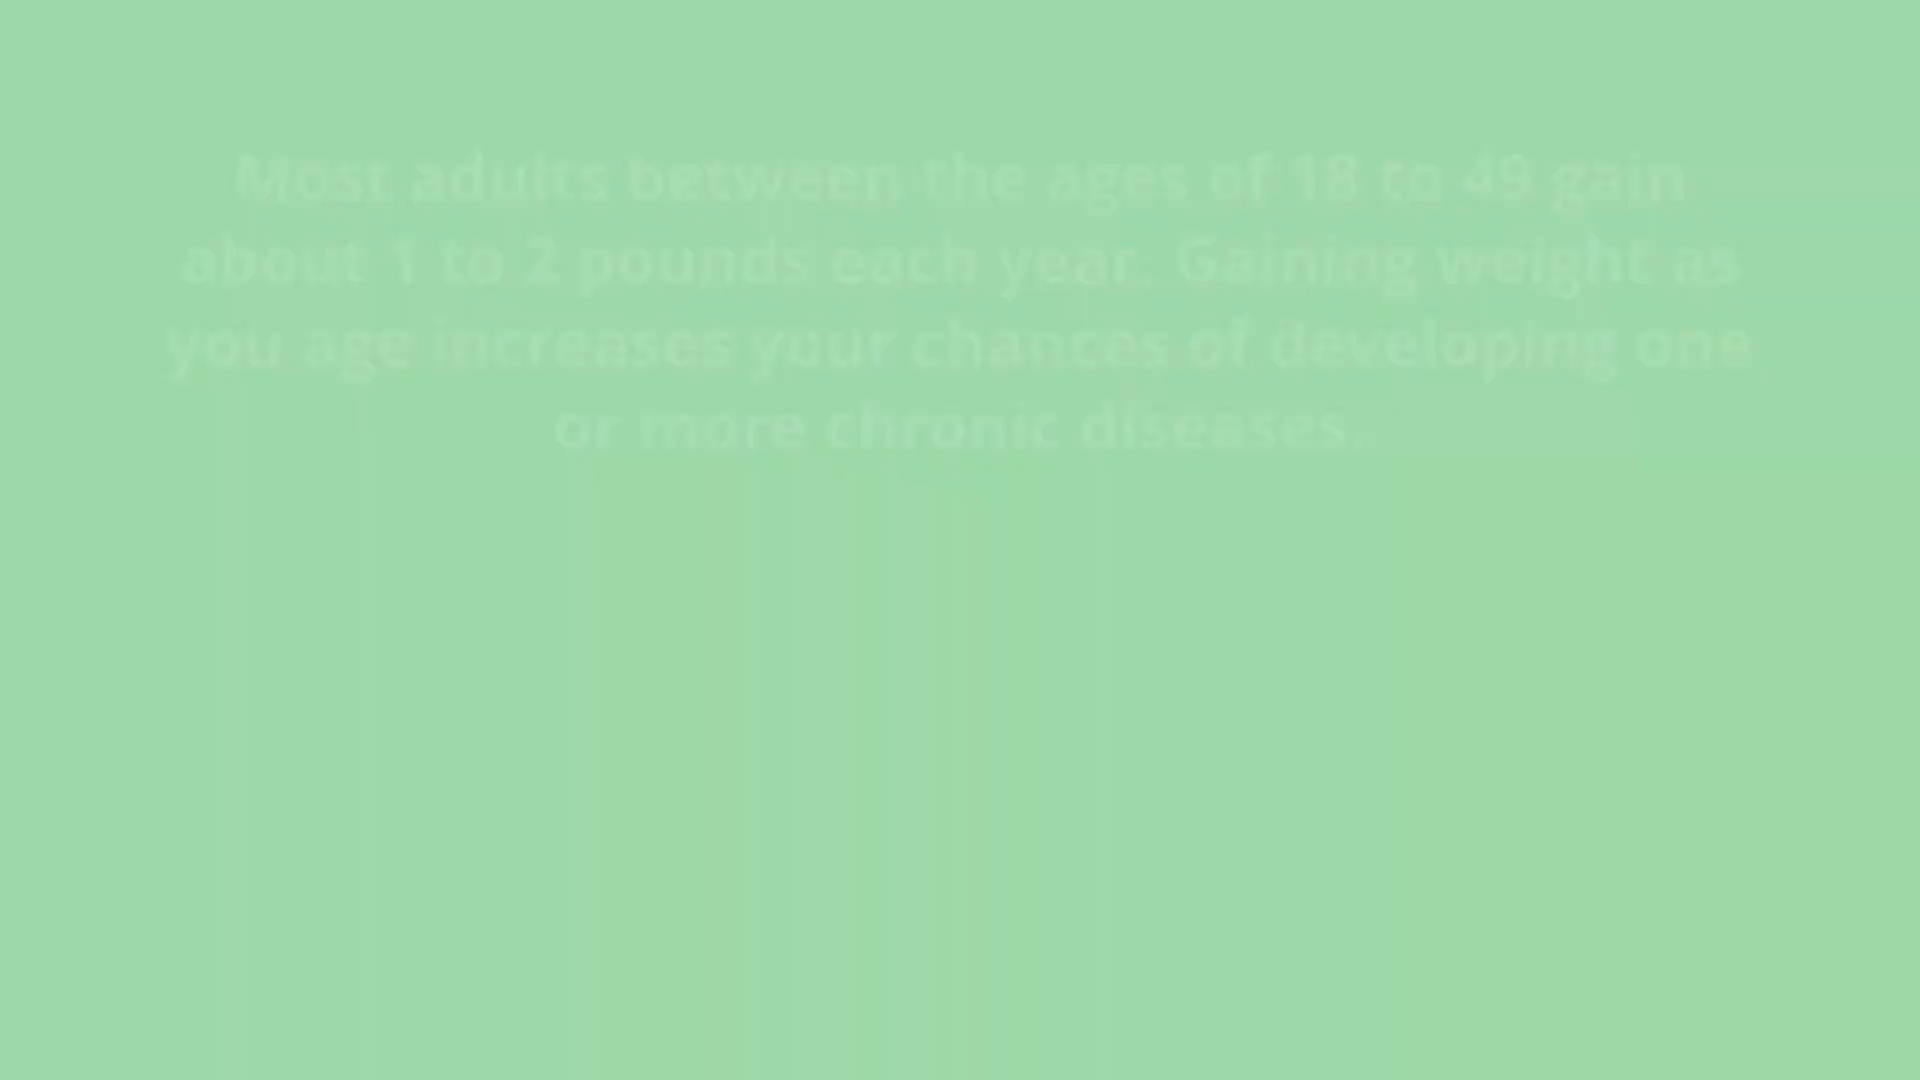 Most adults between the ages of 18 to 49 gain
about 1 to 2 pounds each year. Gaining weight as
you age increases your chances of developing one
or more chronic diseases.